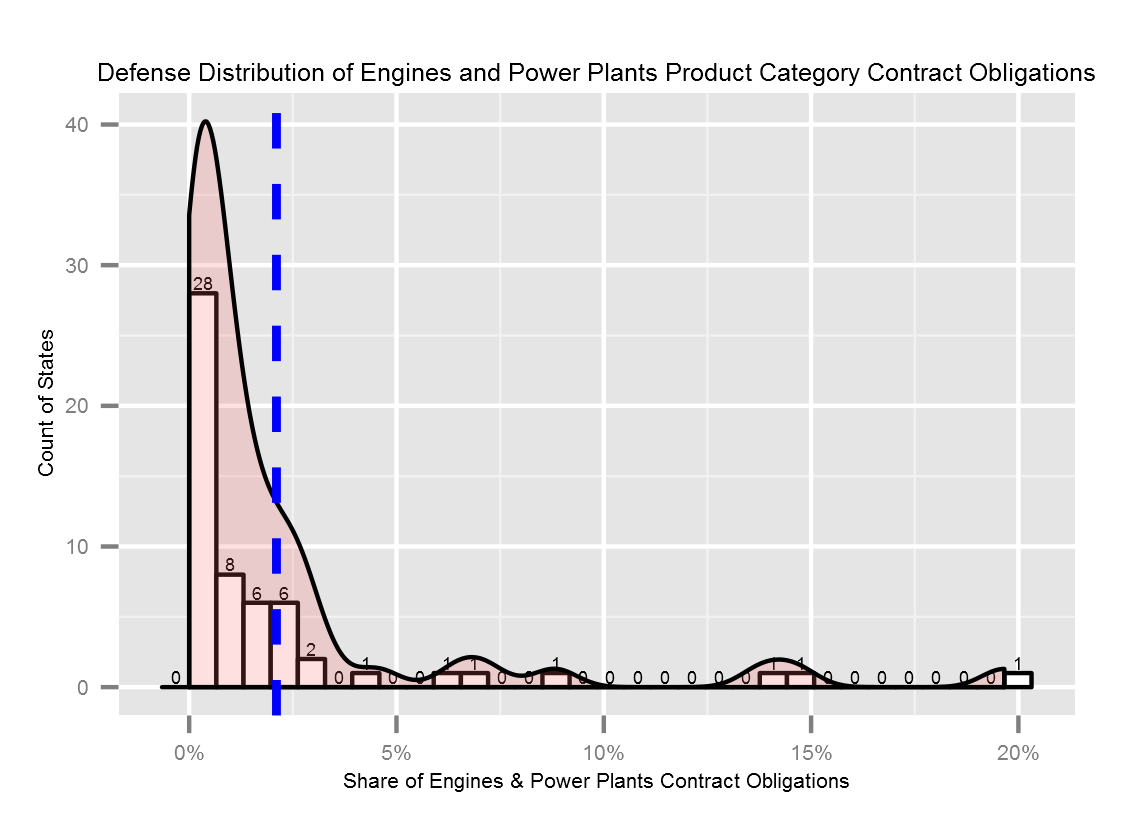 Defense Distribution of Engines and Power Plants Product Category Contract Obligations
40
30
20
10
0
Count of States
28
8
6 6
2
0 0 1 0 0 1 1 0 0 1 0 0 0 0 0 0 0 1 1 0 0 0 0 0 0 0 1
0% 5% 10% 15% 20%
Share of Engines & Power Plants Contract Obligations